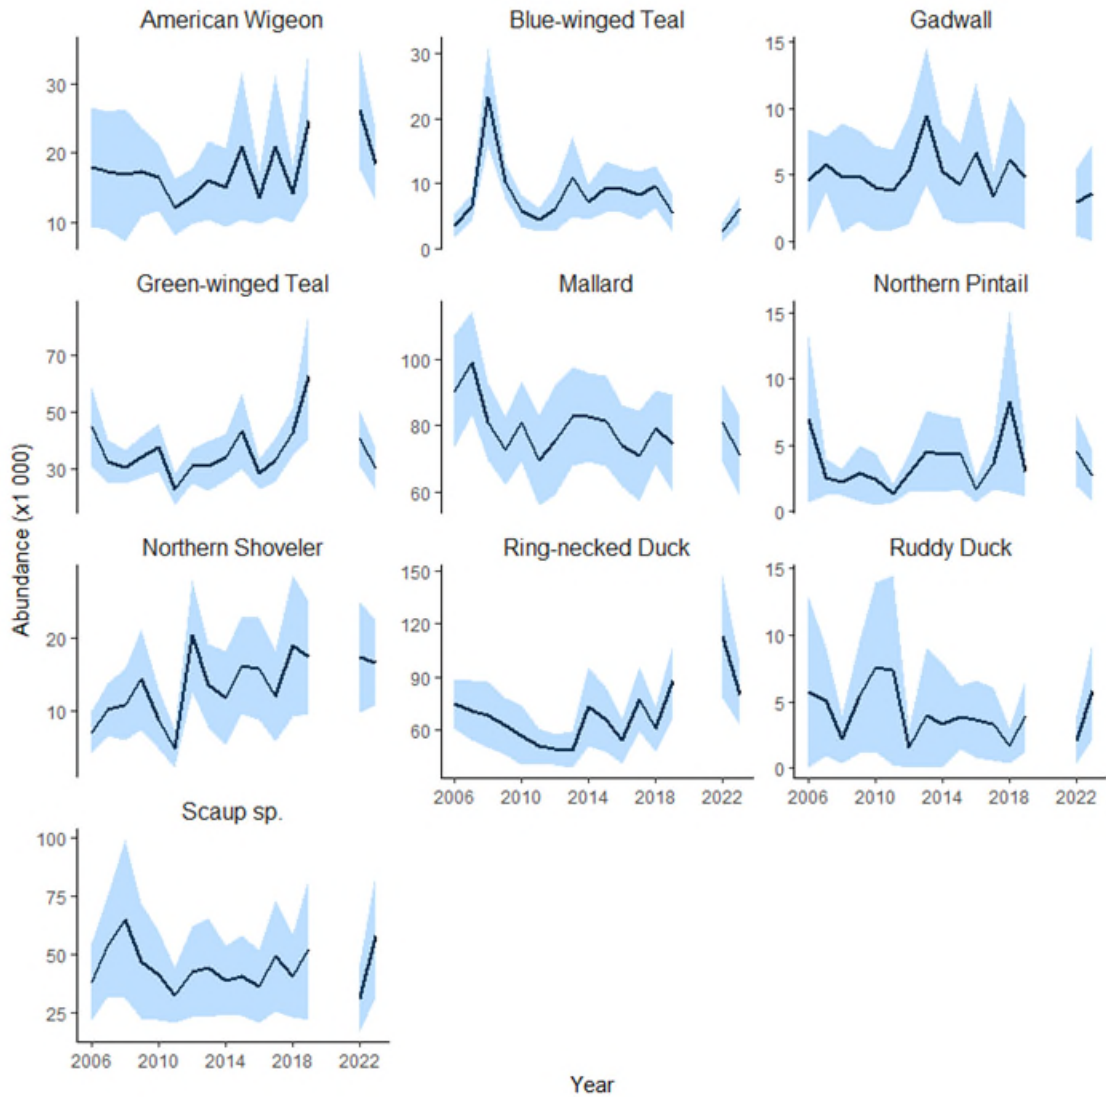 American Wigeon
Blue-winged Teal
Gadwall
30
20
10
30
20
10
0
15
10
5
0
Green-winged Teal
Mallard
Northern Pintail
70
50
30
100
80
60
15
10
5
0
Abundance (x1 000)
Northern Shoveler
Ring-necked Duck
Ruddy Duck
20
10
150
120
90
60
2006 2010 2014 2018 2022
15
10
5
0
2006 2010 2014 2018 2022
Scaup sp.
100
75
50
25
2006 2010 2014 2018 2022
Year